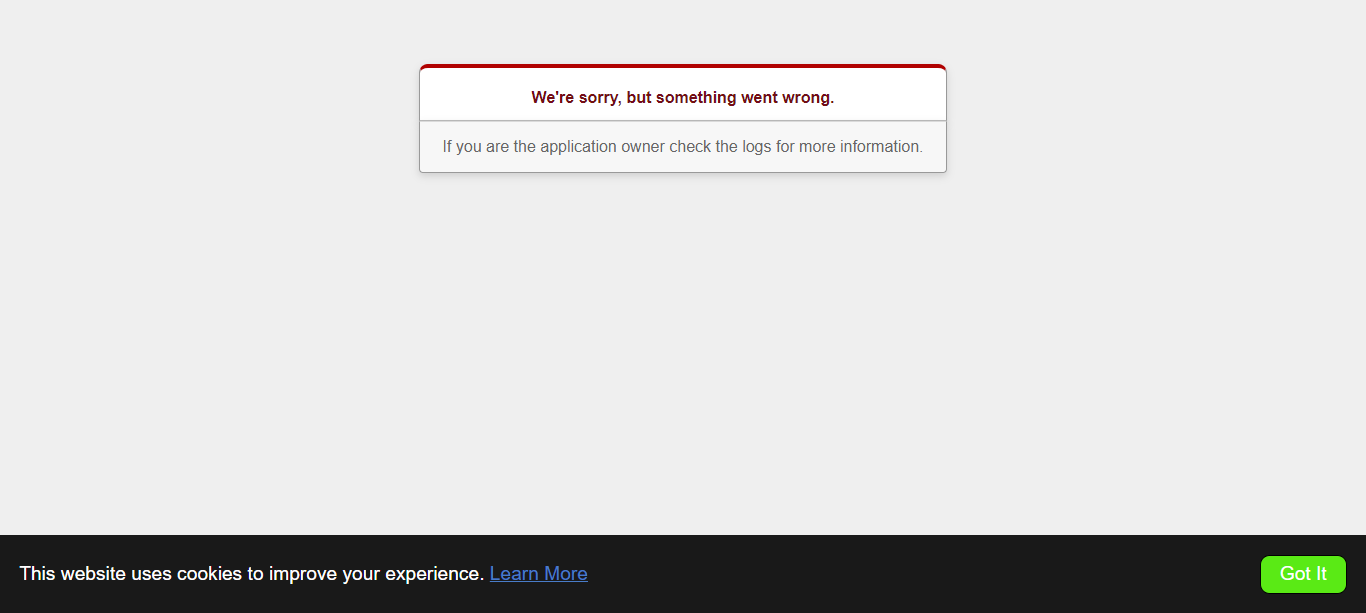 We're sorry, but something went wrong.
If you are the application owner check the logs for more information.
This website uses cookies to improve your experience. Learn More
Got It